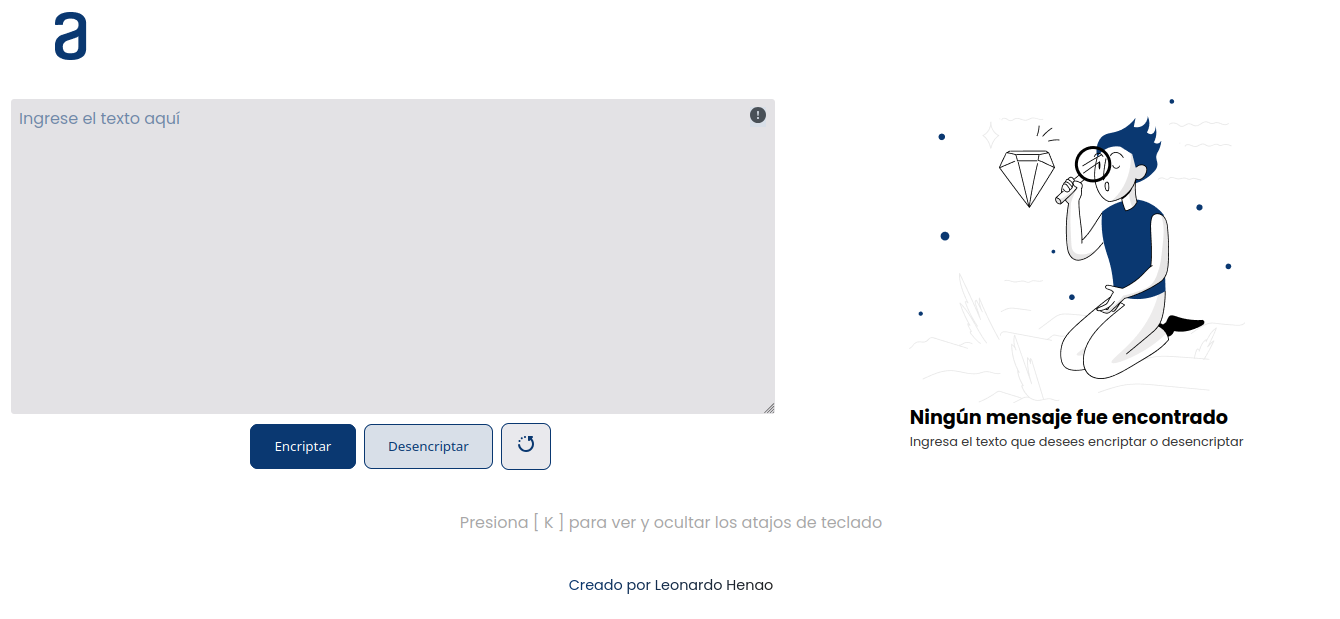 a
Ingrese el texto aquí
!
Encriptar
Desencriptar
Ningún mensaje fue encontrado
Ingresa el texto que desees encriptar o desencriptar
Presiona [ K ] para ver y ocultar los atajos de teclado
Creado por Leonardo Henao